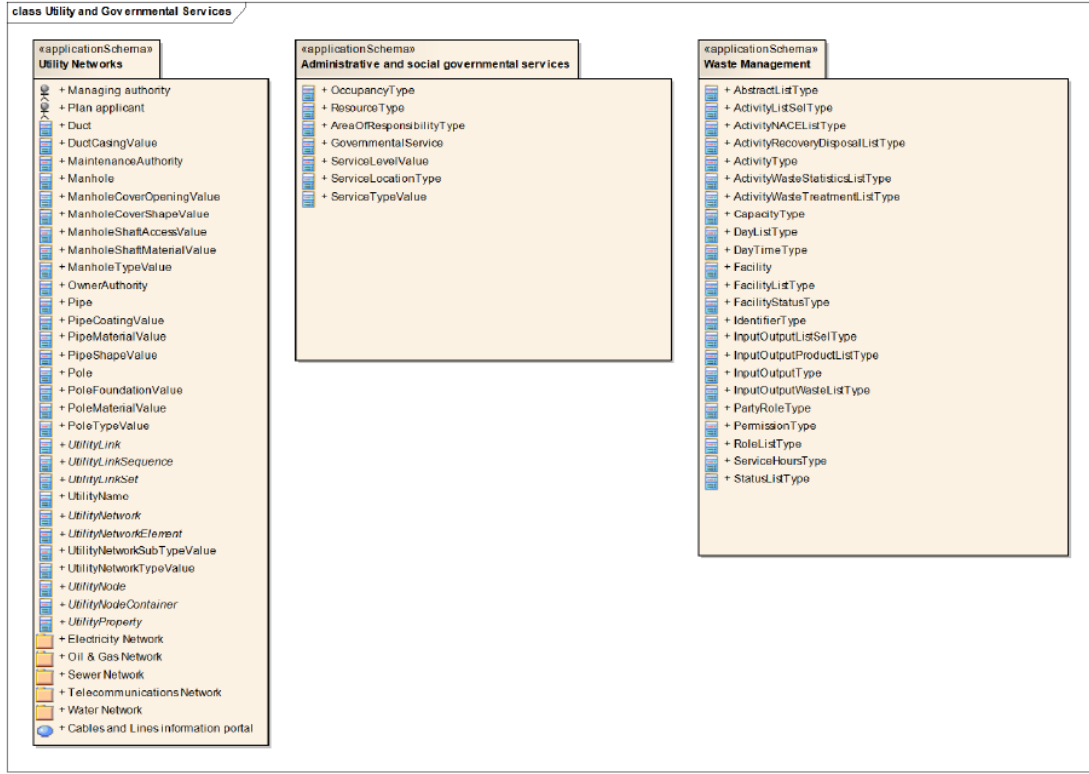 class Utility and Governmental Services
«applicationSchema»
Utility Networks
+ Managing authority
+ Plan applicant
+ Duct
+ DuctCasingValue
+ MaintenanceAuthority
+ Manhole
+ ManholeCoverOpeningValue
+ ManholeCoverShapeValue
+ ManholeShaftAccessValue
+ ManholeShaftMaterialValue
+ ManholeTypeValue
+ OwnerAuthority
+ Pipe
+ PipeCoatingValue
+ PipeMaterialValue
+ PipeShapeValue
+ Pole
+ PoleFoundationValue
+ PoleMaterialValue
+ PoleTypeValue
+ UtilityLink
+ UtilityLinkSequence
+ UtilityLinkSet
+ UtilityName
+ UtilityNetwork
+ UtilityNetworkElement
+ UtilityNetworkSubTypeValue
+ UtilityNetworkTypeValue
+ UtilityNode
+ UtilityNodeContainer
+ UtilityProperty
+ Electricity Network
+ Oil & Gas Network
+ Sewer Network
+ Telecommunications Network
+ Water Network
+ Cables and Lines information portal
«applicationSchema»
Administrative and social governmental services
+ OccupancyType
+ ResourceType
+ AreaOfResponsibilityType
+ GovernmentalService
+ ServiceLevelValue
+ ServiceLocationType
+ ServiceTypeValue
«applicationSchema»
Waste Management
+ AbstractListType
+ ActivityListSelType
+ ActivityNACEListType
+ ActivityRecoveryDisposalListType
+ ActivityType
+ ActivityWasteStatisticsListType
+ ActivityWasteTreatmentListType
+ CapacityType
+ DayListType
+ DayTimeType
+ Facility
+ FacilityListType
+ FacilityStatusType
+ IdentifierType
+ InputOutputListSelType
+ InputOutputProductListType
+ InputOutputType
+ InputOutputWasteListType
+ PartyRoleType
+ PermissionType
+ RoleListType
+ ServiceHoursType
+ StatusListType